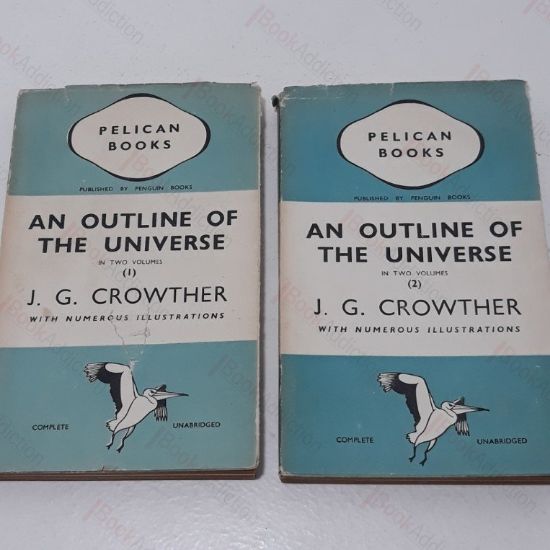 PELICAN
BOOKS
PUBLISHED BY PENGUIN BOOKS
AN OUTLINE OF
THE UNIVERSE
IN TWO VOLUMES
(1)
J. G. CROWTHER
WITH NUMEROUS ILLUSTRATIONS
COMPLETE UNABRIDGED
PELICAN
BOOKS
PUBLISHED BY PENGUIN BOOKS
AN OUTLINE OF
THE UNIVERSE
IN TWO VOLUMES
(2)
J. G. CROWTHER
WITH NUMEROUS ILLUSTRATIONS
COMPLETE UNABRIDGED
BookAddiction